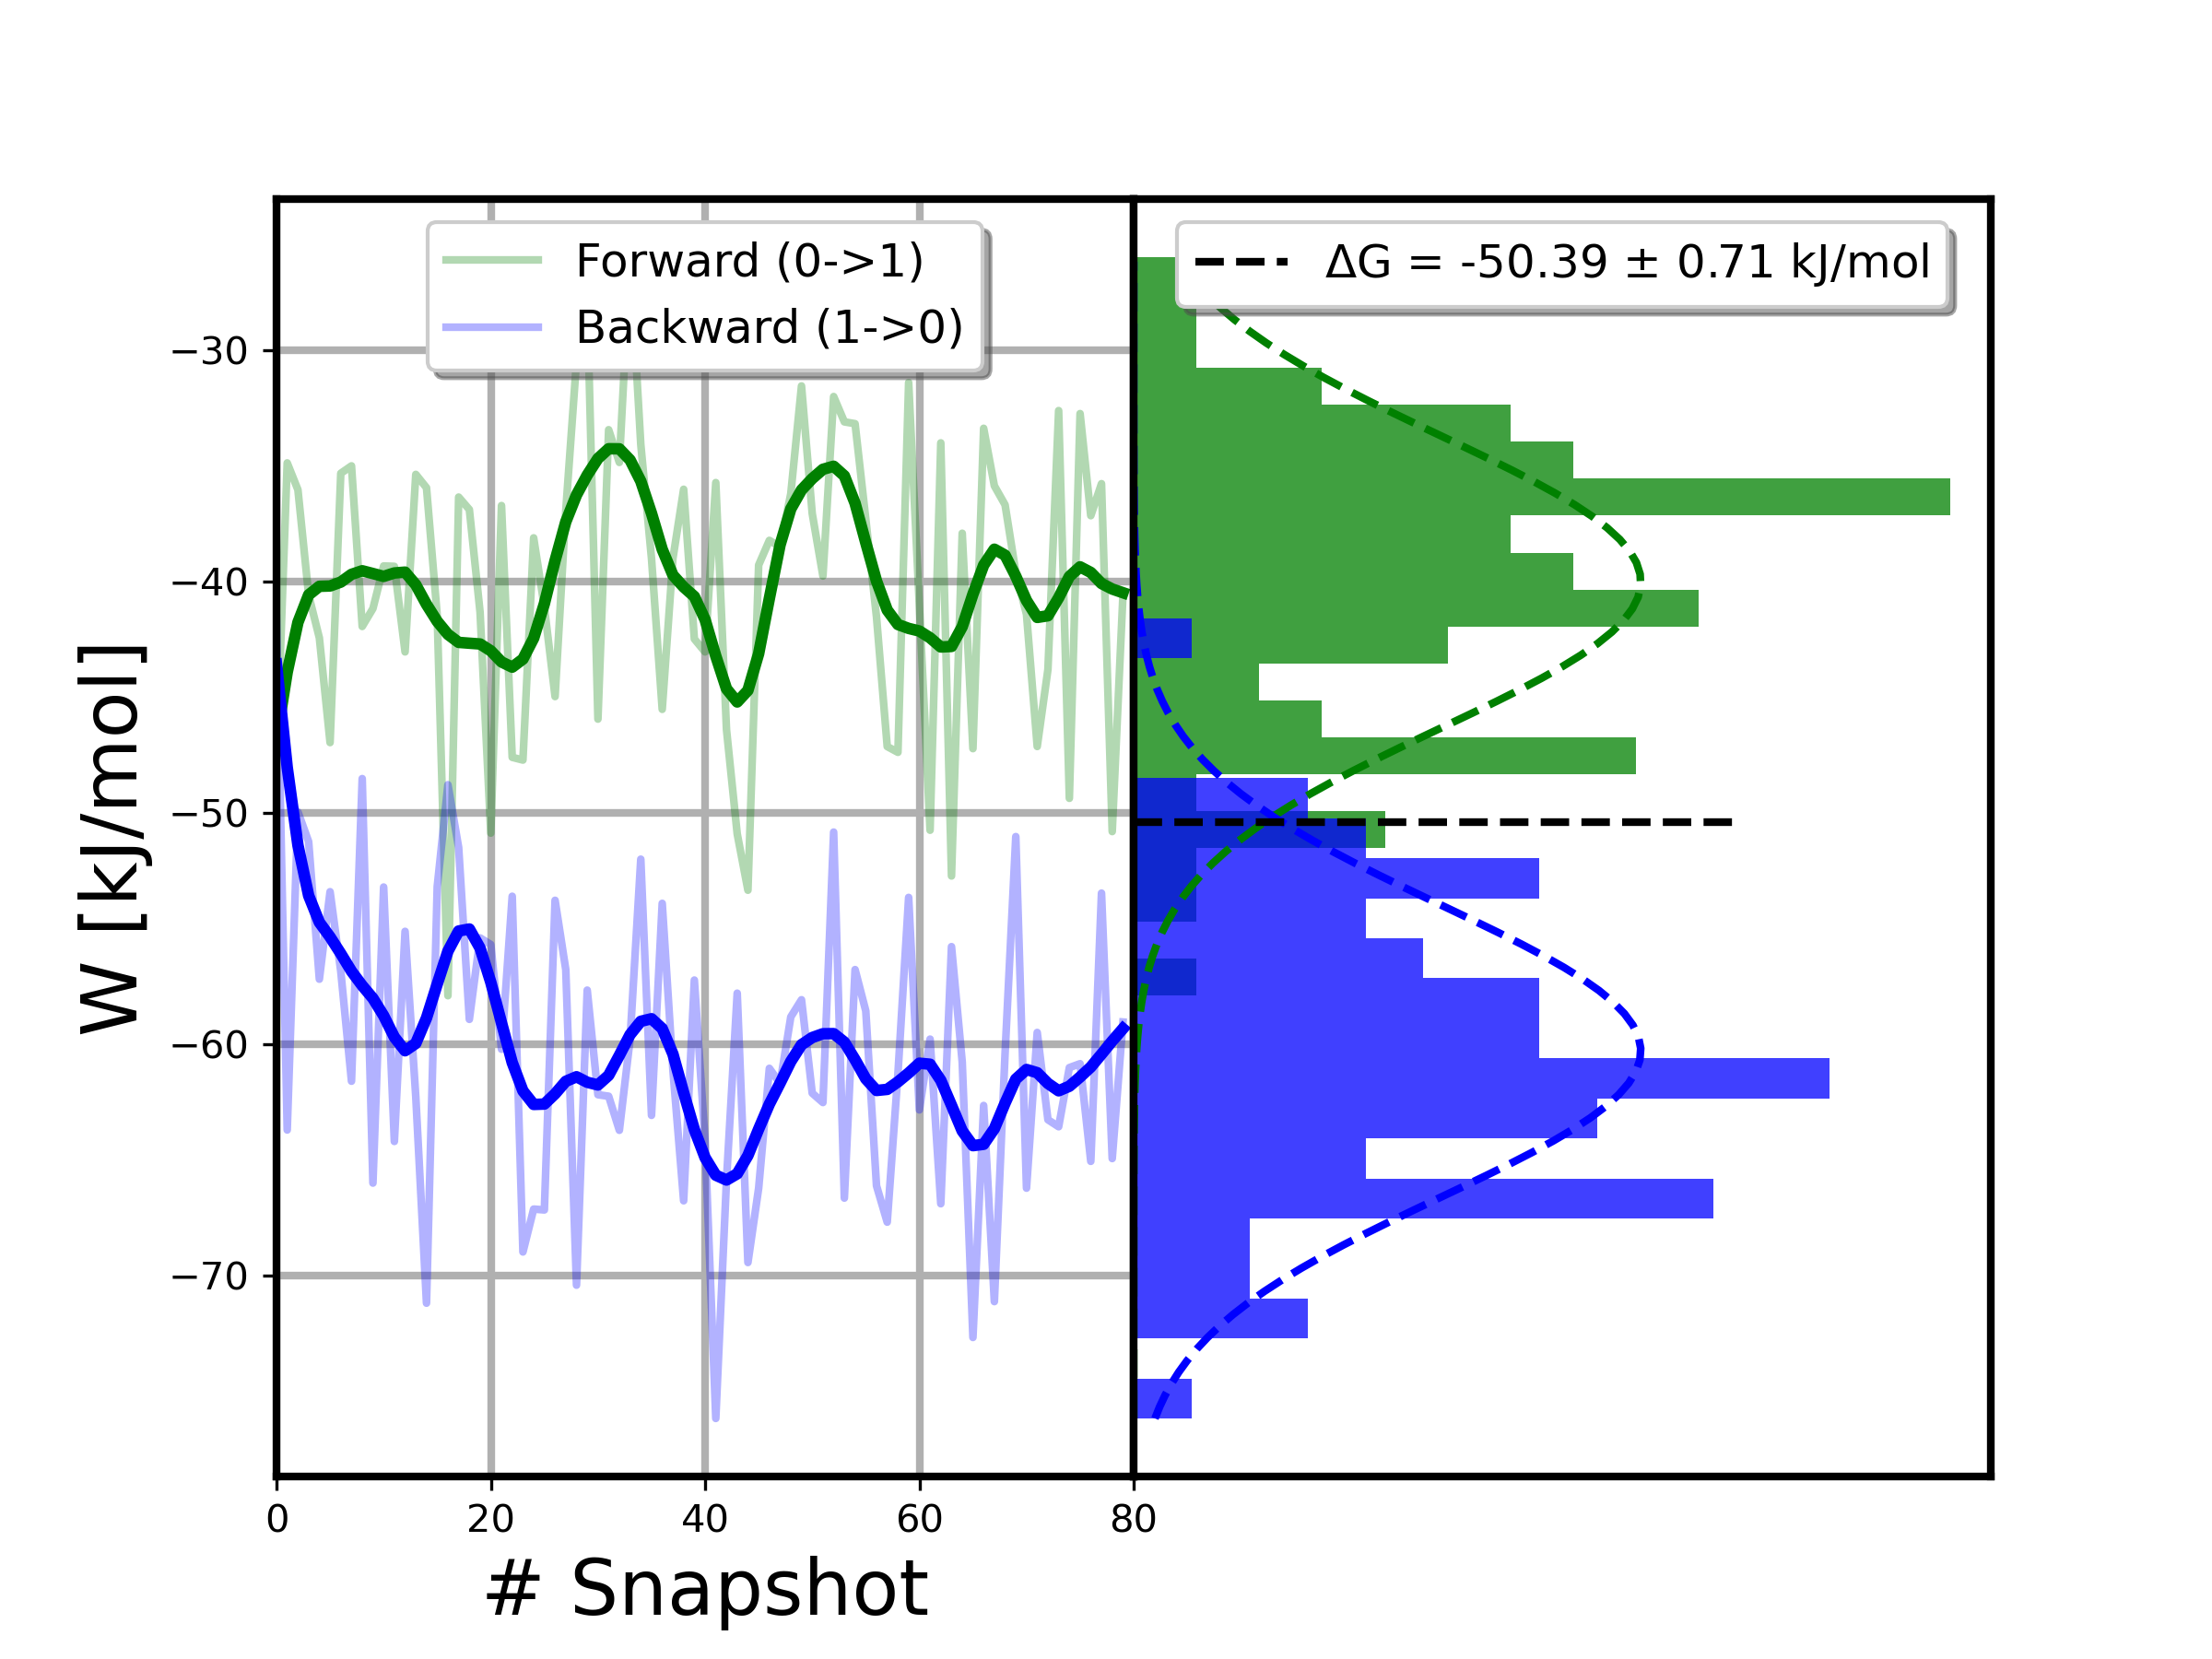 Forward (0->1)
Backward (1->0)
ΔG = -50.39 ± 0.71 kJ/mol
W [kJ/mol]
−30
−40
−50
−60
−70
0 20 40 60 80
# Snapshot